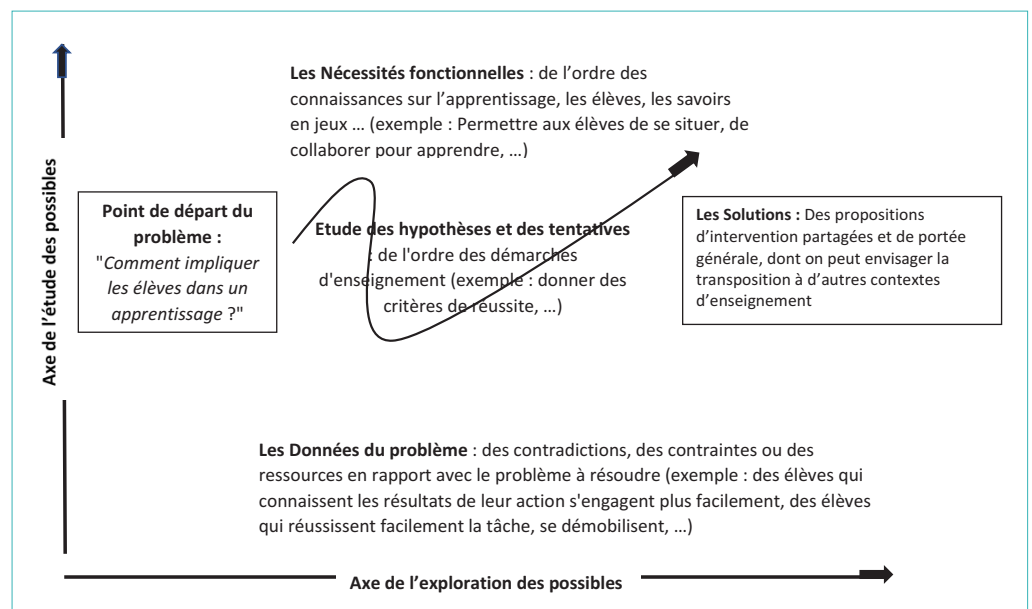 Les Nécessités fonctionnelles : de l'ordre des
connaissances sur l'apprentissage, les élèves, les savoirs
en jeux ... (exemple : Permettre aux élèves de se situer, de
collaborer pour apprendre, ...)
Axe de l'étude des possibles
Point de départ du
problème :
"Comment impliquer
les élèves dans un
apprentissage ?"
Etude des hypothèses et des tentatives
: de l'ordre des démarches
d'enseignement (exemple : donner des
critères de réussite, ...)
Les Solutions : Des propositions
d'intervention partagées et de portée
générale, dont on peut envisager la
transposition à d'autres contextes
d'enseignement
Les Données du problème : des contradictions, des contraintes ou des
ressources en rapport avec le problème à résoudre (exemple : des élèves qui
connaissent les résultats de leur action s'engagent plus facilement, des élèves
qui réussissent facilement la tâche, se démobilisent, ...)
Axe de l'exploration des possibles